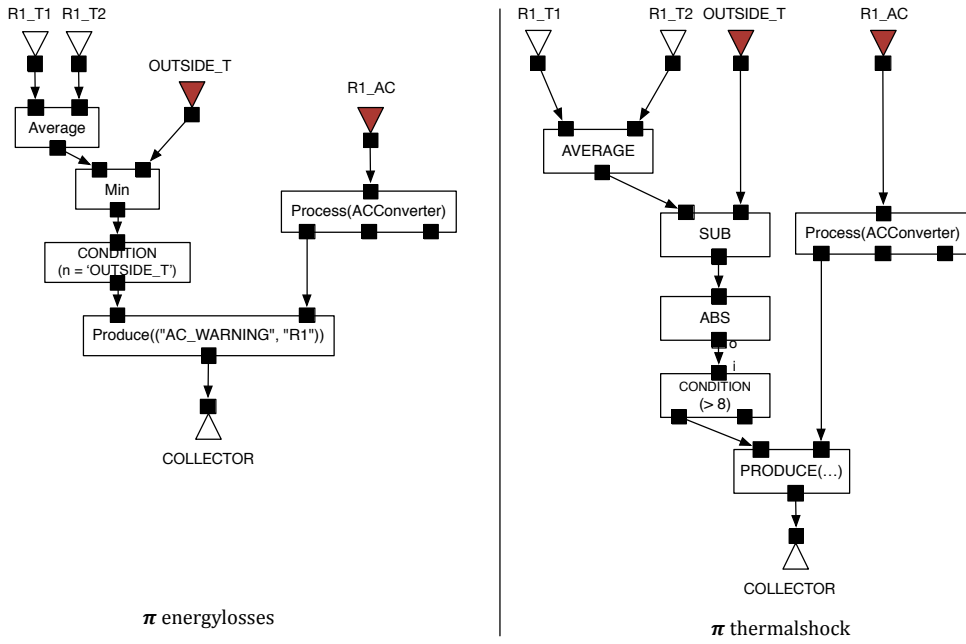 R1_T1 R1_T2
OUTSIDE_T
R1_AC
Average
Min
Process(ACConverter)
CONDITION
(n = ‘OUTSIDE_T’)
Produce(("AC_WARNING", "R1"))
COLLECTOR
π energylosses
R1_T1 R1_T2 OUTSIDE_T R1_AC
AVERAGE
SUB
Process(ACConverter)
ABS
o
i
CONDITION
(> 8)
PRODUCE(…)
COLLECTOR
π thermalshock